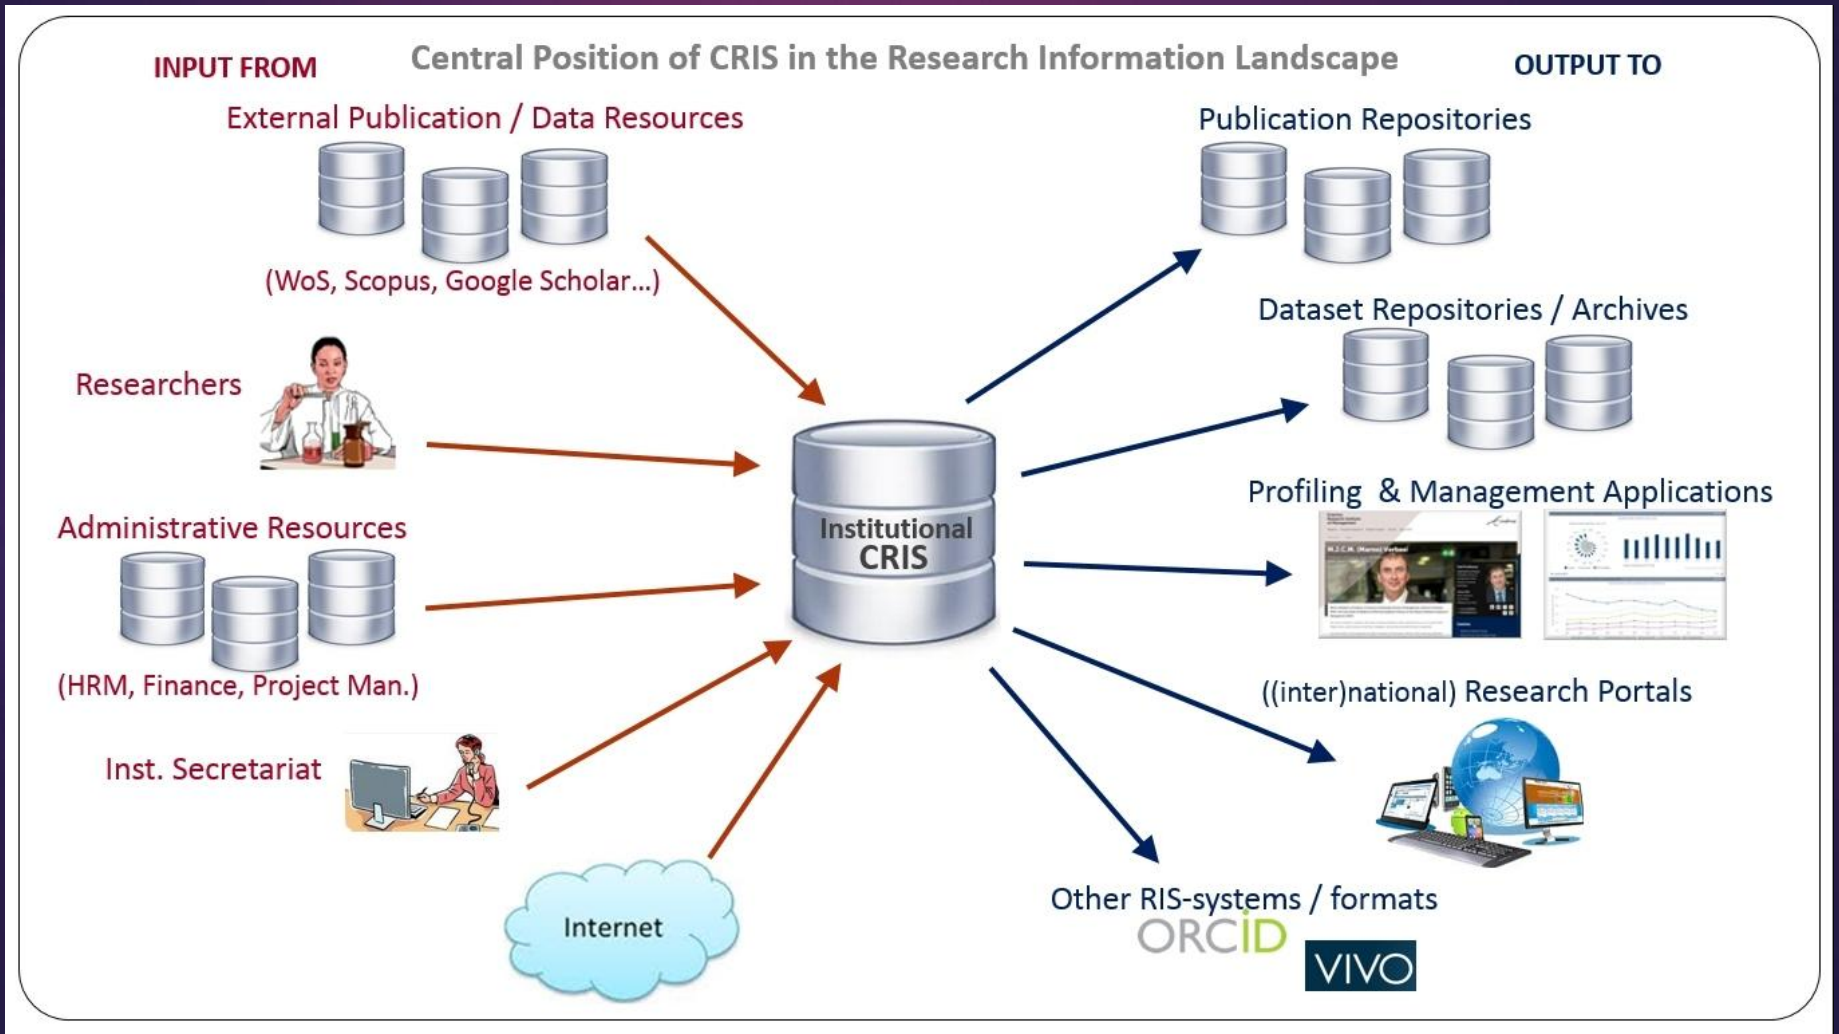 Central Position of CRIS in the Research Information Landscape
INPUT FROM
External Publication / Data Resources
(WoS, Scopus, Google Scholar...)
Researchers
Administrative Resources
(HRM, Finance, Project Man.)
Inst. Secretariat
Internet
Institutional
CRIS
OUTPUT TO
Publication Repositories
Dataset Repositories / Archives
Profiling & Management Applications
((inter)national) Research Portals
Other RIS-systems / formats
ORCiD
VIVO